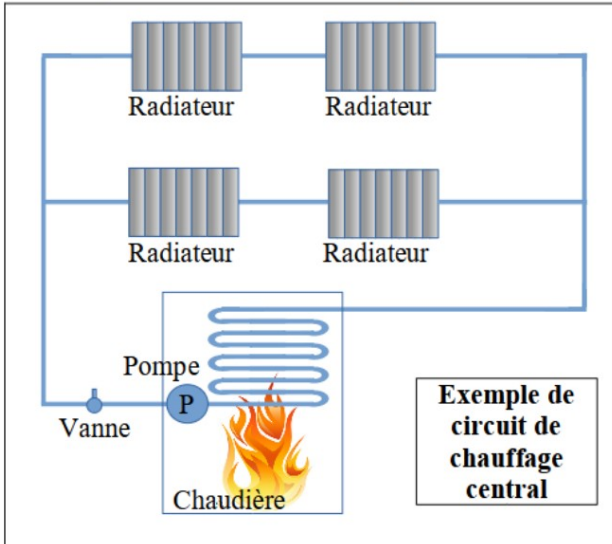 Radiateur
Radiateur
Radiateur
Radiateur
Pompe
P
Vanne
Chaudière
Exemple de
circuit de
chauffage
central